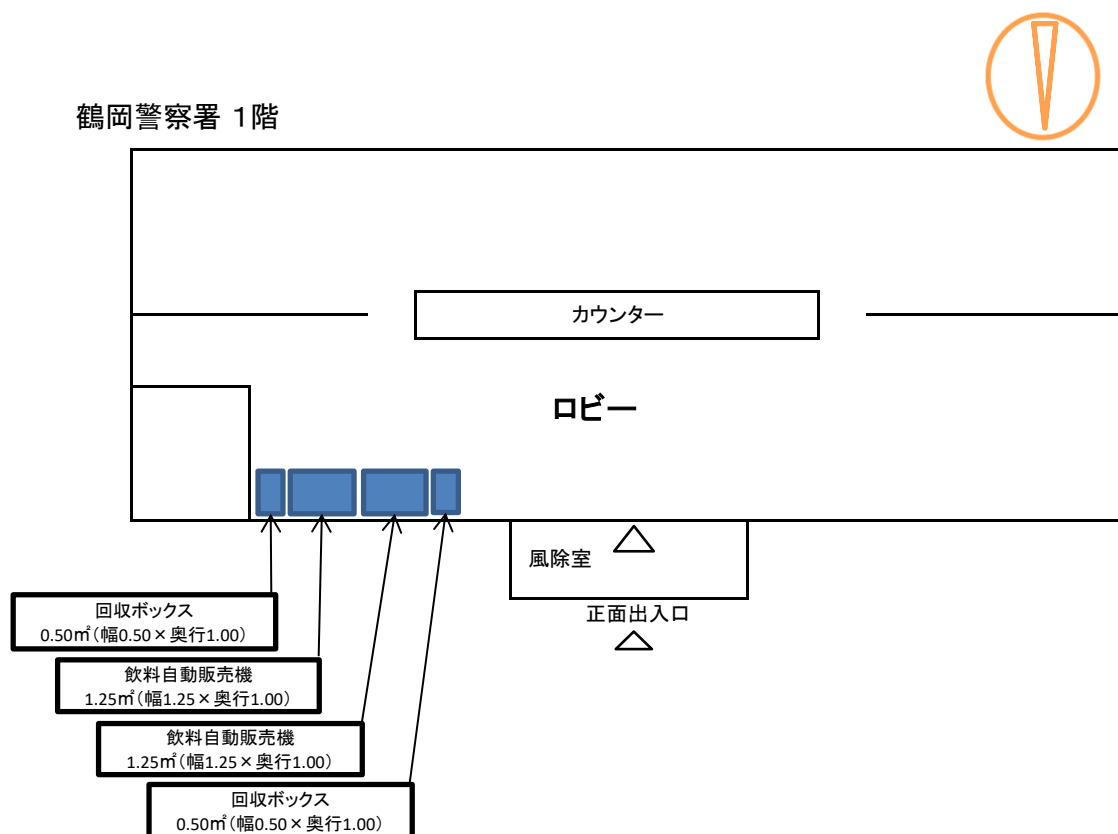 鶴岡警察署 1階
カウンター
ロビー
風除室
正面出入口
回収ボックス
0.50㎡(幅0.50×奥行1.00)
飲料自動販売機
1.25㎡(幅1.25×奥行1.00)
飲料自動販売機
1.25㎡(幅1.25×奥行1.00)
回収ボックス
0.50㎡(幅0.50×奥行1.00)